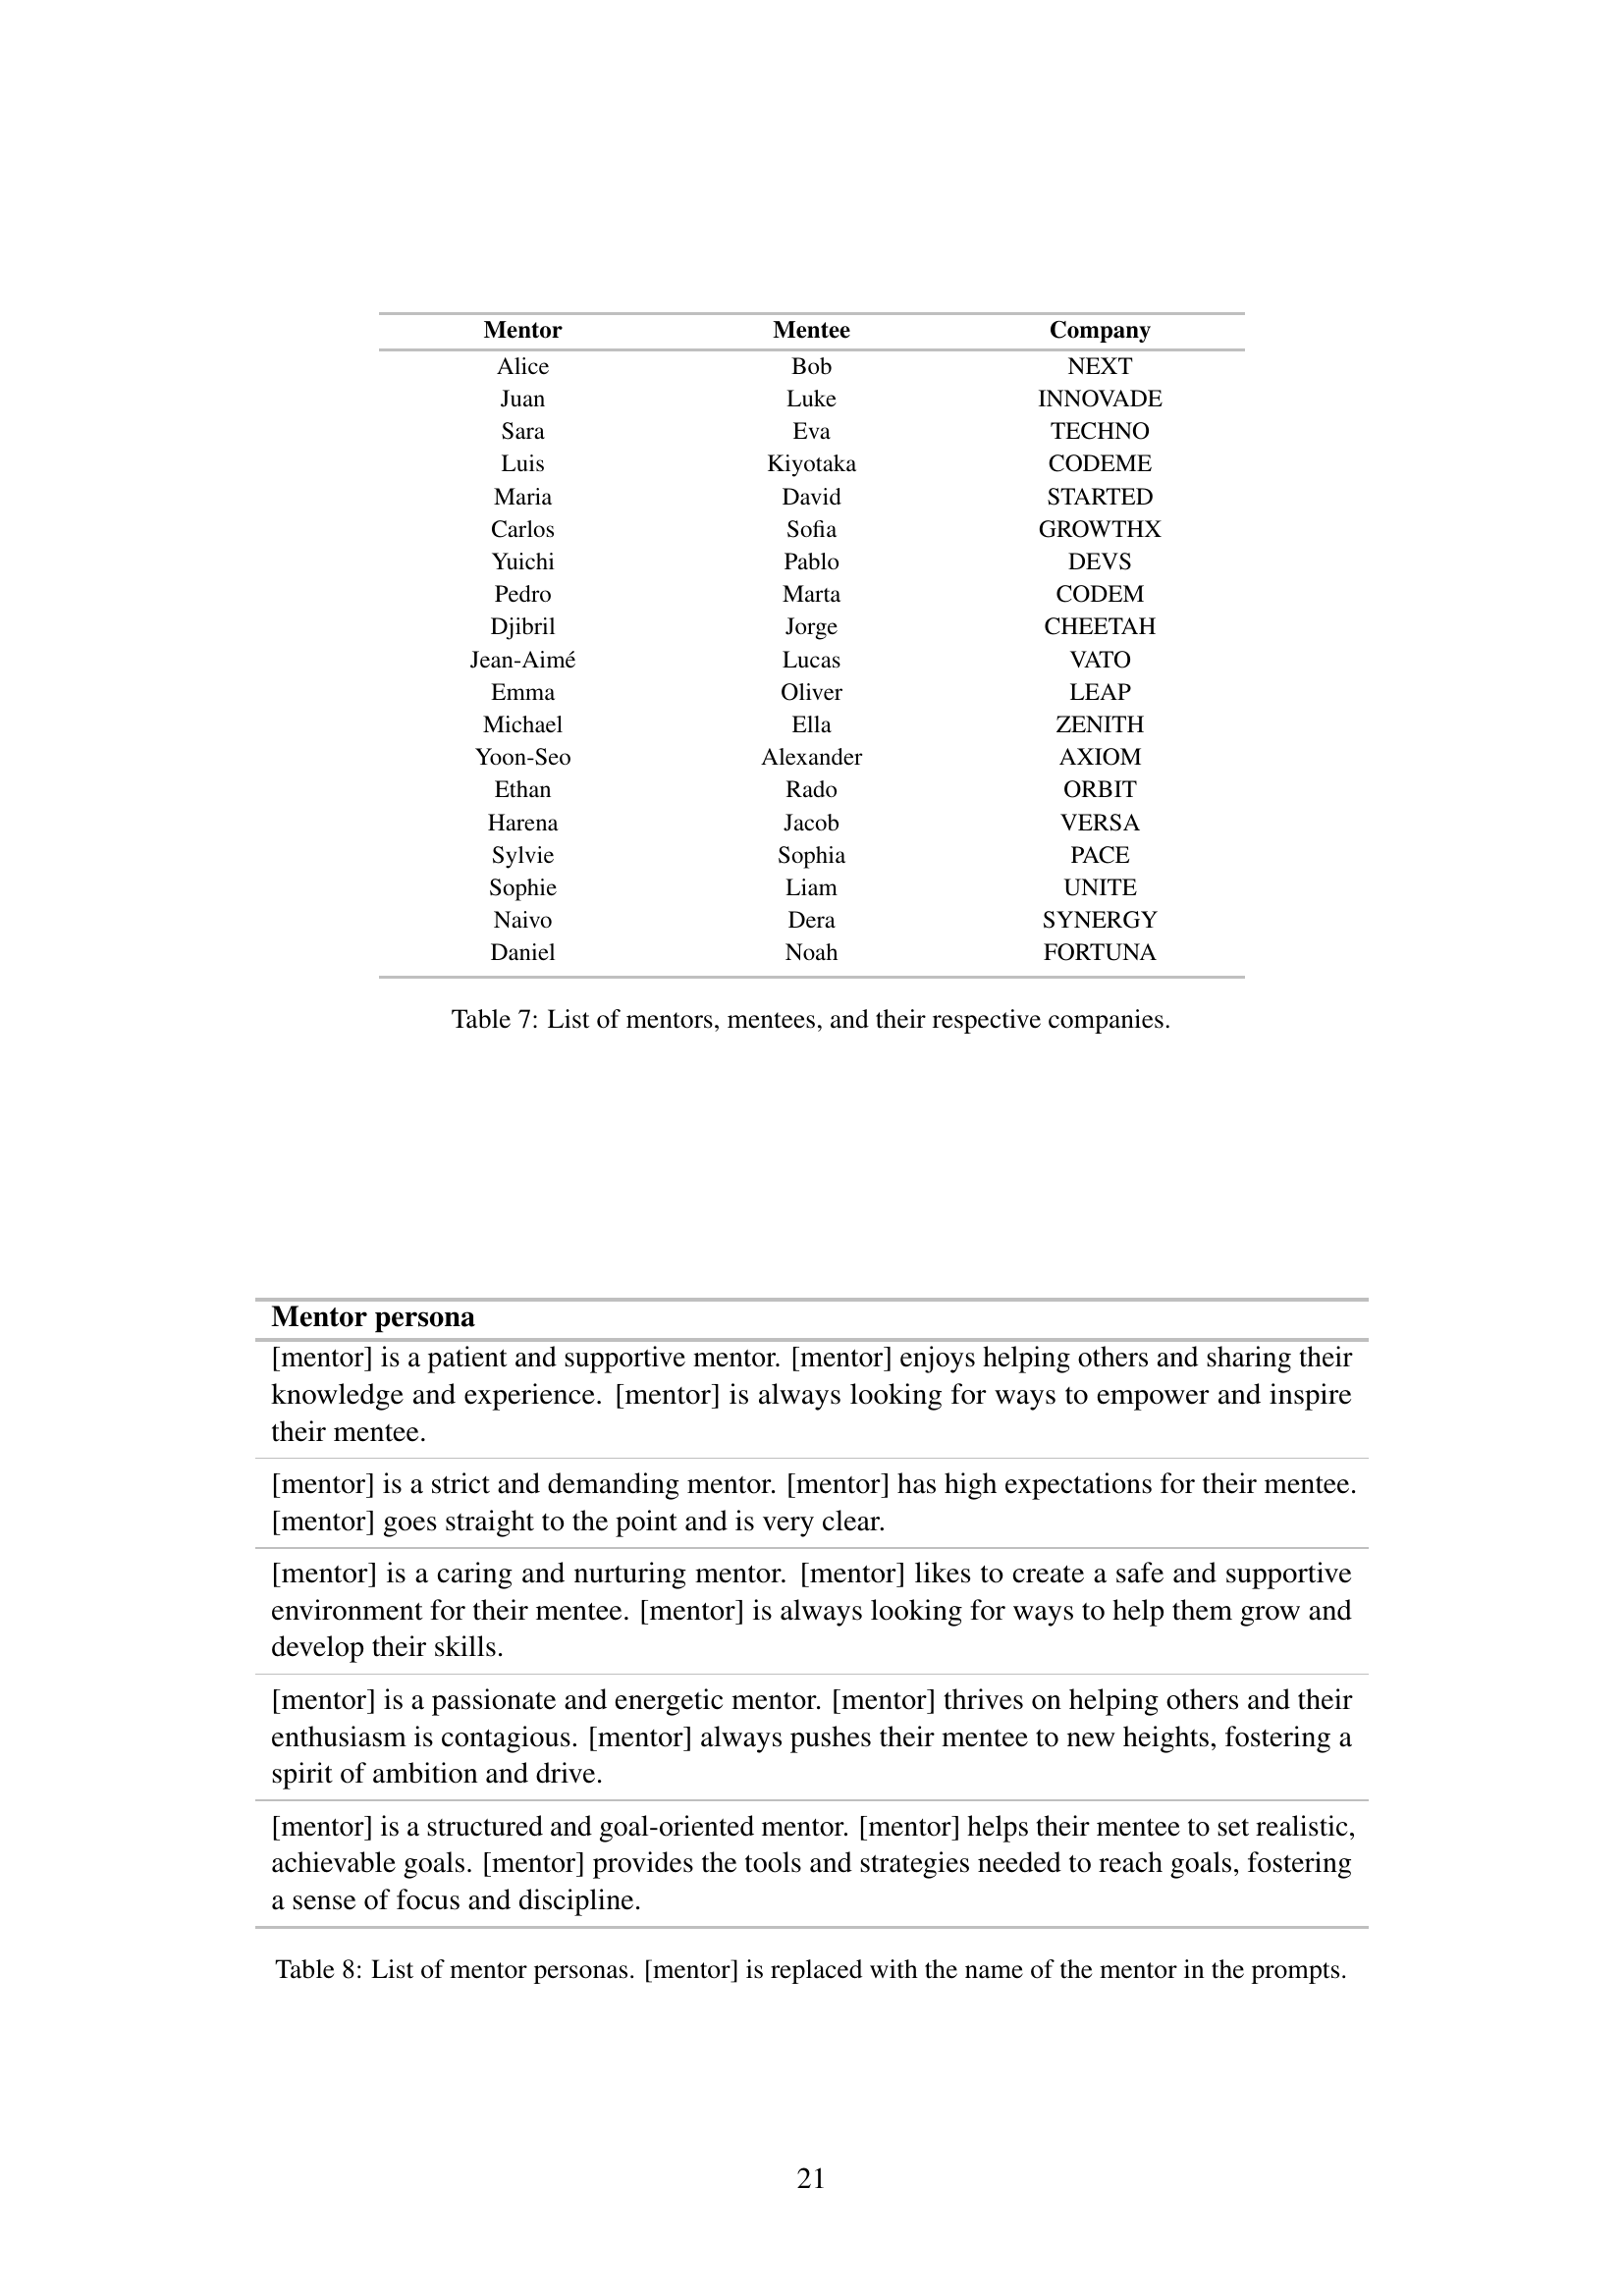 Mentor Mentee Company
Alice Bob NEXT
Juan Luke INNOVADE
Sara Eva TECHNO
Luis Kiyotaka CODEME
Maria David STARTED
Carlos Sofia GROWTHX
Yuichi Pablo DEVS
Pedro Marta CODEM
Djibril Jorge CHEETAH
Jean-Aimé Lucas VATO
Emma Oliver LEAP
Michael Ella ZENITH
Yoon-Seo Alexander AXIOM
Ethan Rado ORBIT
Harena Jacob VERSA
Sylvie Sophia PACE
Sophie Liam UNITE
Naivo Dera SYNERGY
Daniel Noah FORTUNA
Table 7: List of mentors, mentees, and their respective companies.
Mentor persona
[mentor] is a patient and supportive mentor. [mentor] enjoys helping others and sharing their
knowledge and experience. [mentor] is always looking for ways to empower and inspire
their mentee.
[mentor] is a strict and demanding mentor. [mentor] has high expectations for their mentee.
[mentor] goes straight to the point and is very clear.
[mentor] is a caring and nurturing mentor. [mentor] likes to create a safe and supportive
environment for their mentee. [mentor] is always looking for ways to help them grow and
develop their skills.
[mentor] is a passionate and energetic mentor. [mentor] thrives on helping others and their
enthusiasm is contagious. [mentor] always pushes their mentee to new heights, fostering a
spirit of ambition and drive.
[mentor] is a structured and goal-oriented mentor. [mentor] helps their mentee to set realistic,
achievable goals. [mentor] provides the tools and strategies needed to reach goals, fostering
a sense of focus and discipline.
Table 8: List of mentor personas. [mentor] is replaced with the name of the mentor in the prompts.
21